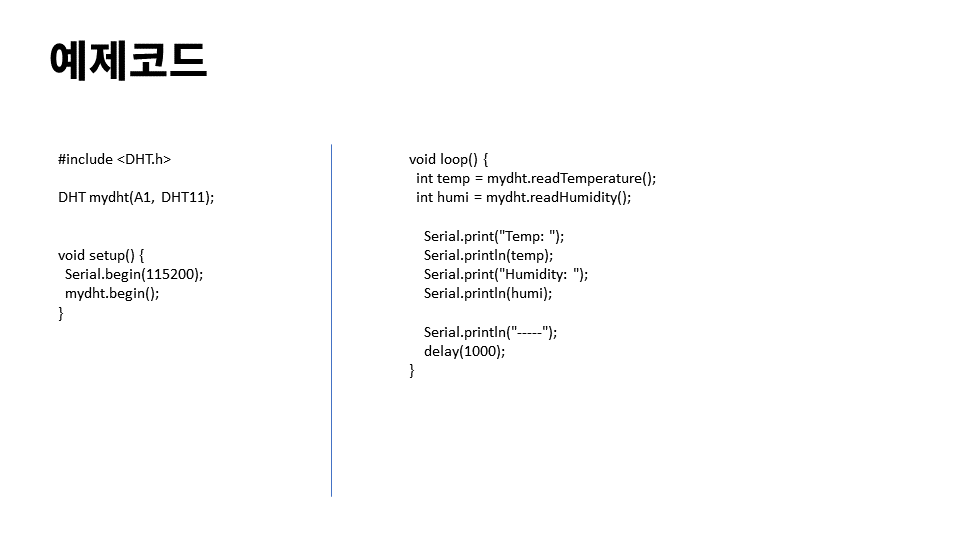 예제코드
#include <DHT.h>
DHT mydht(A1, DHT11);
void setup() {
Serial.begin(115200);
mydht.begin();
}
void loop() {
int temp = mydht.readTemperature();
int humi = mydht.readHumidity();
Serial.print("Temp: ");
Serial.println(temp);
Serial.print("Humidity: ");
Serial.println(humi);
Serial.println("-----");
delay(1000);
}